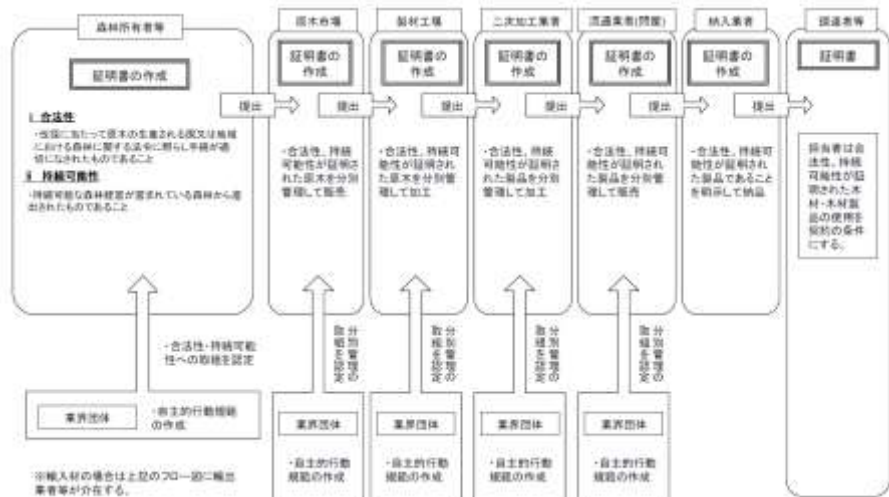 森林所有者等
証明書の作成
ⅰ 合法性
・伐採に当たって原木の生産される国又は地域
における森林に関する法令に照らし手続が適
切になされたものであること
ⅱ 持続可能性
・持続可能な森林経営が営まれている森林から産
出されたものであること
提出
原木市場
証明書の
作成
・合法性、持続
可能性が証明さ
れた原木を分別
管理して販売
提出
製材工場
証明書の
作成
・合法性、持続
可能性が証明さ
れた原木を分別管
理して加工
提出
二次加工業者
証明書の
作成
・合法性、持続
可能性が証明さ
れた製品を分別
管理して加工
提出
流通業者(問屋)
証明書の
作成
・合法性、持続
可能性が証明さ
れた製品を分別
管理して販売
提出
納入業者
証明書の
作成
・合法性、持続
可能性が証明さ
れた製品であることを
明示して納品
提出
調達者等
証明書
担当者は合
法性、持続
可能性が証
明された木
材・木材製
品の使用を
契約の条件
にする。
・合法性・持続可能
性への取組を認定
分別管理の
取組を認定
分別管理の
取組を認定
分別管理の
取組を認定
分別管理の
取組を認定
業界団体
・自主的行動規範
の作成
業界団体
・自主的行動
規範の作成
業界団体
・自主的行動
規範の作成
業界団体
・自主的行動
規範の作成
業界団体
・自主的行動
規範の作成
※輸入材の場合は上記のフロー図に輸出
業者等が介在する。